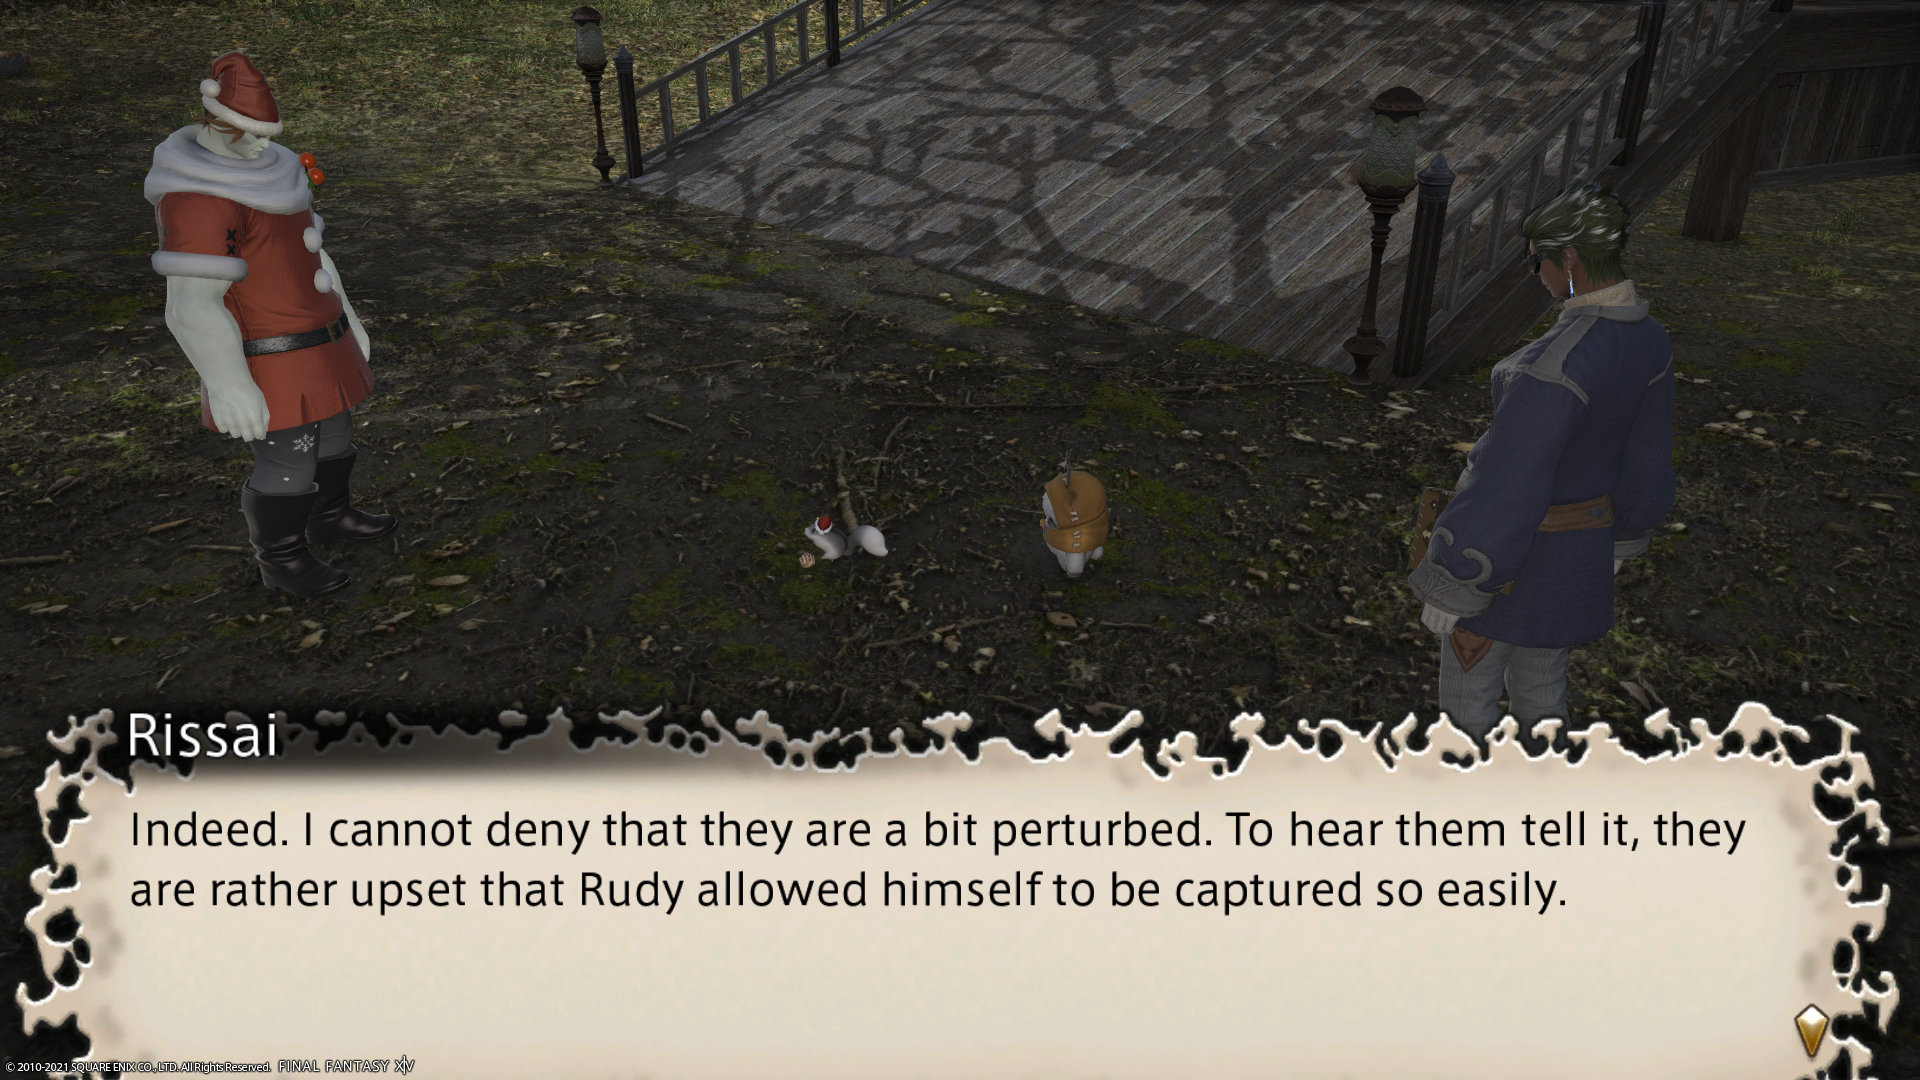 Rissai
Indeed. I cannot deny that they are a bit perturbed. To hear them tell it, they
are rather upset that Rudy allowed himself to be captured so easily.
© 2010-2021 SQUARE ENIX CO., LTD. All Rights Reserved. FINAL FANTASY XIV